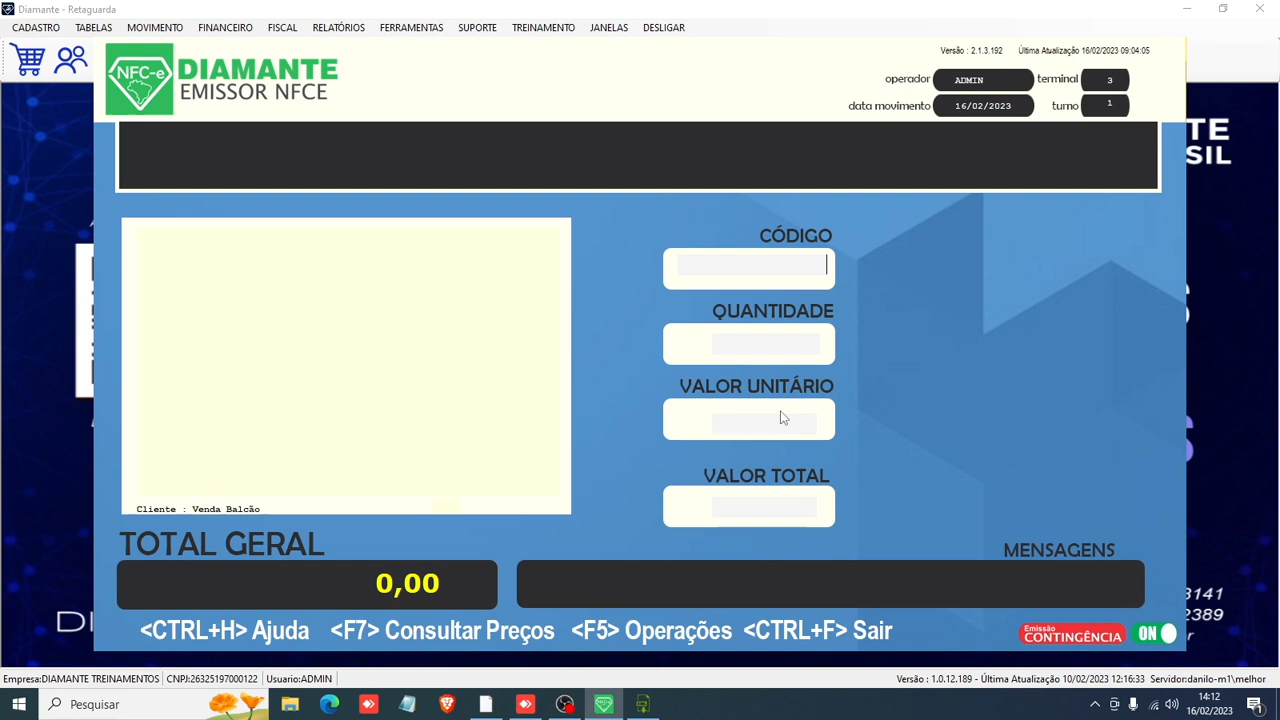 Diamante - Retaguarda
CADASTRO TABELAS MOVIMENTO FINANCEIRO FISCAL RELATÓRIOS FERRAMENTAS SUPORTE TREINAMENTO JANELAS DESLIGAR
Versão : 2.1.3.192 Última Atualização 16/02/2023 09:04:05
NFC-e DIAMANTE
EMISSOR NFCE
operador ADMIN terminal 3
data movimento 16/02/2023 turno 1
TE
SIL
CÓDIGO
QUANTIDADE
VALOR UNITÁRIO
VALOR TOTAL
Cliente : Venda Balcão
TOTAL GERAL
MENSAGENS
0,00
3141
2389
<CTRL+H> Ajuda <F7> Consultar Preços <F5> Operações <CTRL+F> Sair
Emissão
CONTINGÊNCIA ON
Empresa:DIAMANTE TREINAMENTOS CNPJ:26325197000122 Usuario:ADMIN Versão : 1.0.12.189 - Última Atualização 10/02/2023 12:16:33 Servidor:danilo-m1\melhor
Pesquisar
14:12
16/02/2023